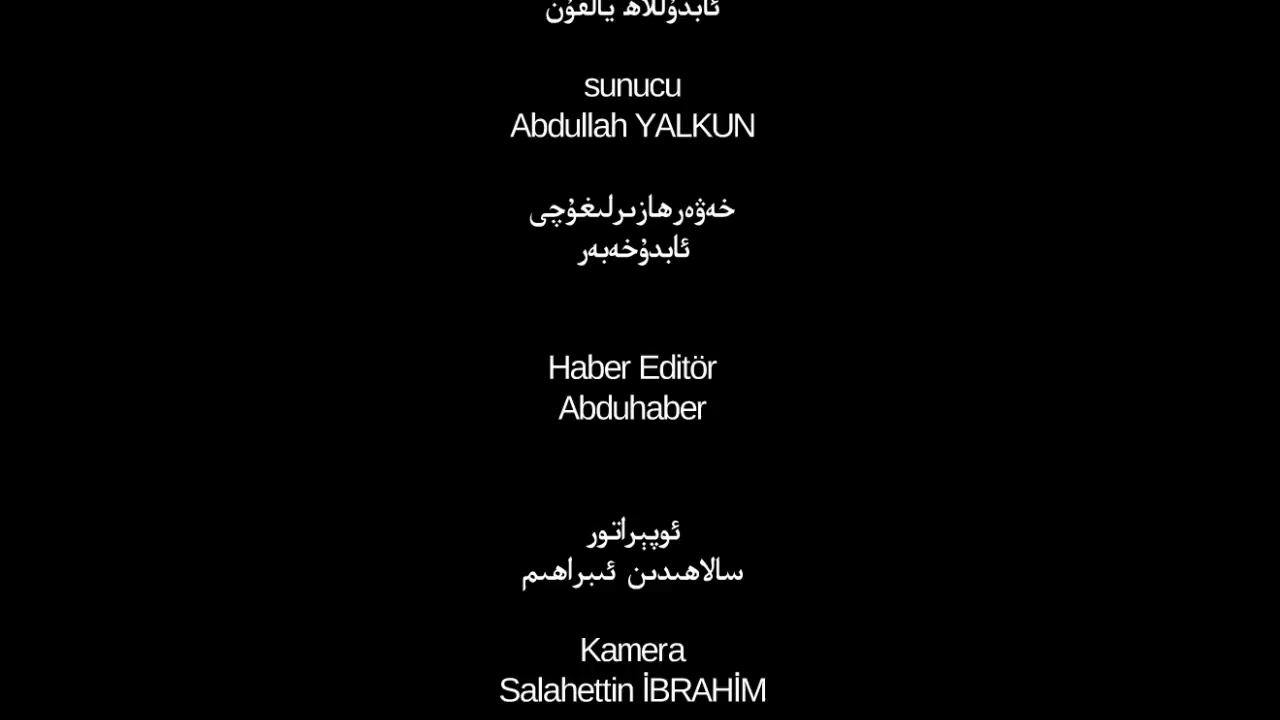 ئابدۇللاھ يالقۇن
sunucu
Abdullah YALKUN
خەۋەرھازىرلىغۇچى
ئابدۇخەبەر
Haber Editör
Abduhaber
ئوپېراتور
سالاھىدىن ئىبراھىم
Kamera
Salahettin İBRAHİM